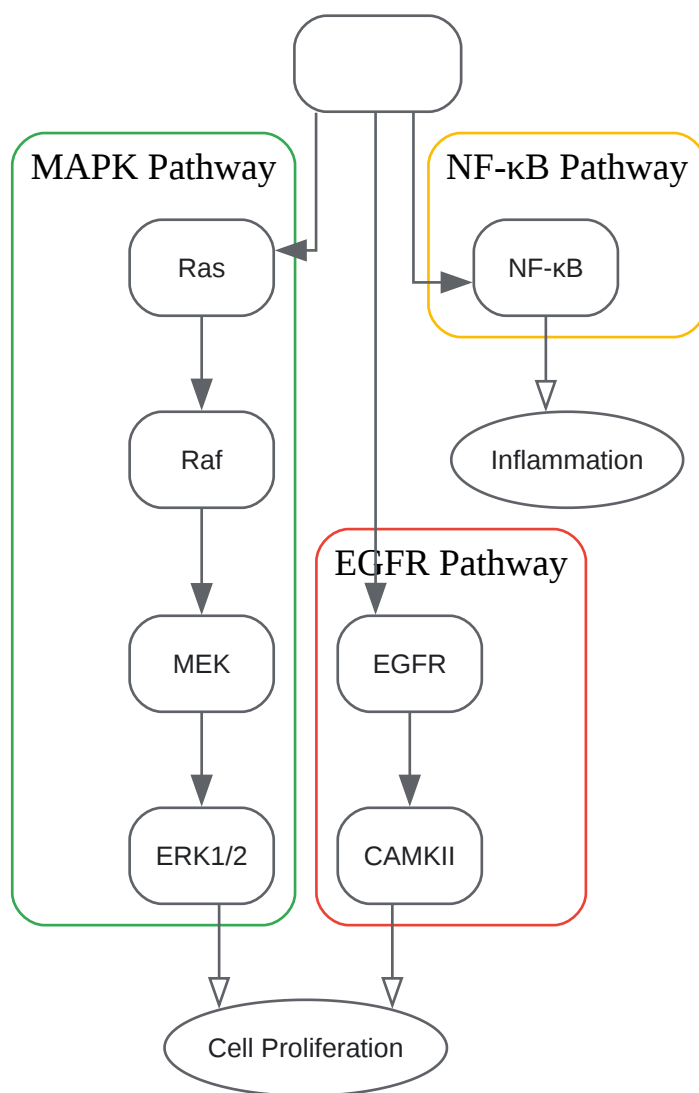 MAPK Pathway
NF-κB Pathway
Ras
NF-κB
Raf
Inflammation
EGFR Pathway
MEK
EGFR
ERK1/2
CAMKII
Cell Proliferation